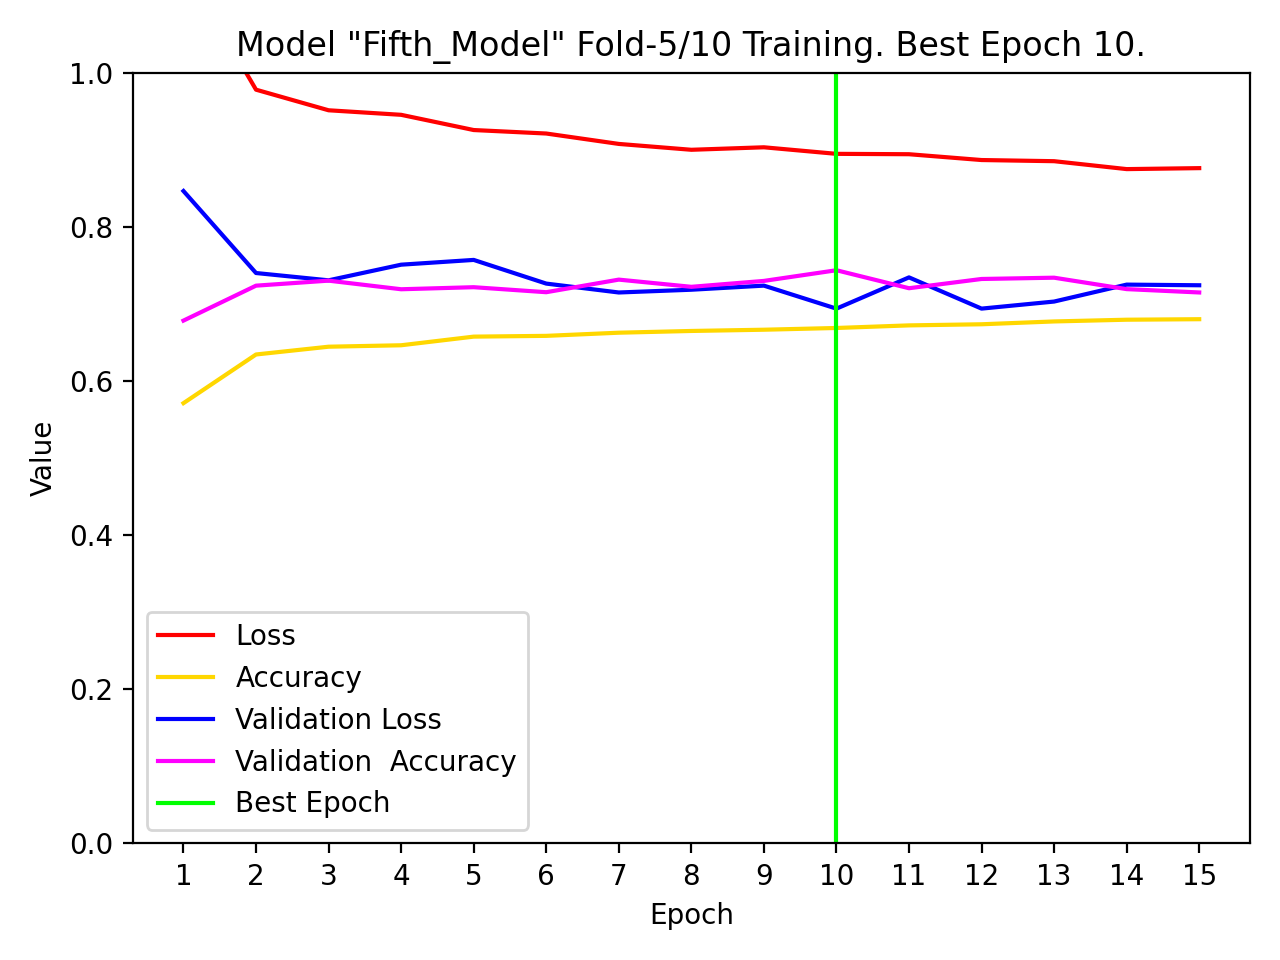 Model "Fifth_Model" Fold-5/10 Training. Best Epoch 10.
1.0
0.8
0.6
0.4
0.2
0.0
Value
Loss
Accuracy
Validation Loss
Validation  Accuracy
Best Epoch
1 2 3 4 5 6 7 8 9 10 11 12 13 14 15
Epoch